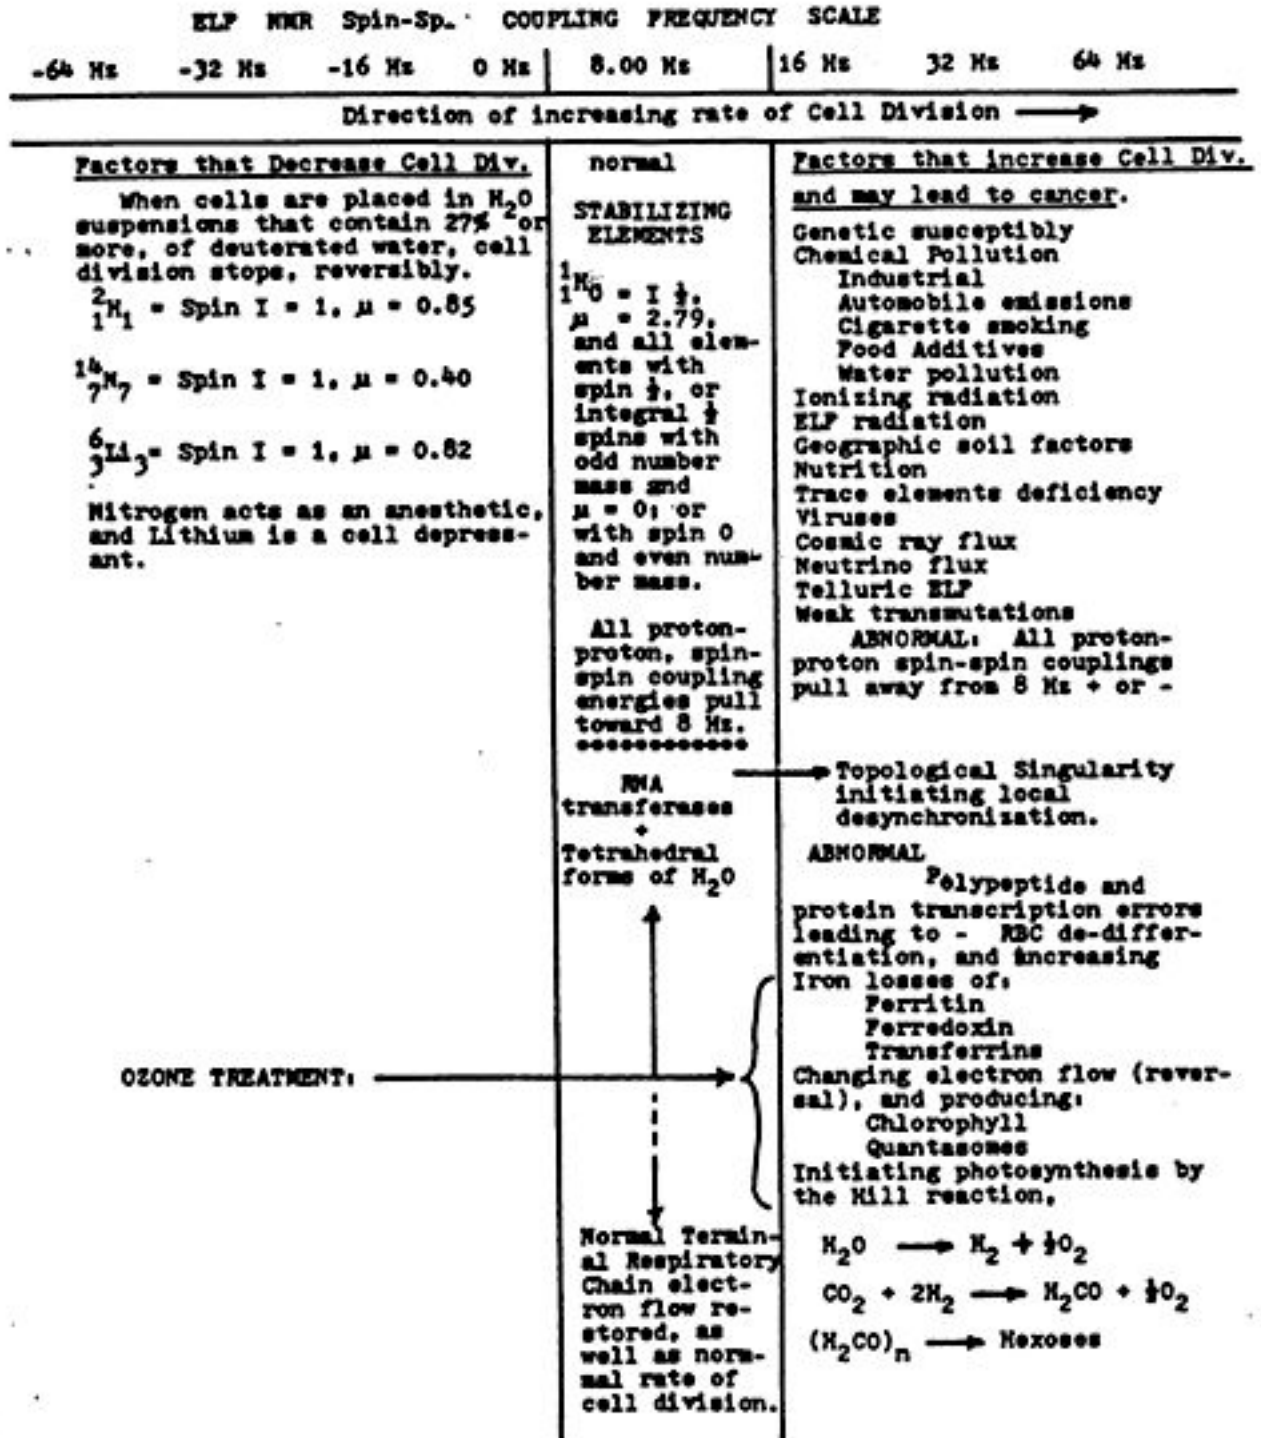 ELF NMR Spin-Sp. COUPLING FREQUENCY SCALE
-64 Hz -32 Hz -16 Hz 0 Hz 8.00 Hz 16 Hz 32 Hz 64 Hz
Direction of increasing rate of Cell Division →
Factors that Decrease Cell Div.
When cells are placed in H₂O
suspensions that contain 27% or
more, of deuterated water, cell
division stops, reversibly.
²₁H₁ = Spin I = 1, μ = 0.85
¹⁴₇N₇ = Spin I = 1, μ = 0.40
⁶₃Li₃= Spin I = 1, μ = 0.82
Nitrogen acts as an anesthetic,
and Lithium is a cell depress-
ant.
OZONE TREATMENT:
normal
STABILIZING
ELEMENTS
¹₁H₀ = I ½,
μ = 2.79,
and all elem-
ents with
spin ½, or
integral ½
spins with
odd number
mass and
μ = 0; or
with spin 0
and even num-
ber mass.
All proton-
proton, spin-
spin coupling
energies pull
toward 8 Hz.
RNA
transferases
+
Tetrahedral
forms of H₂O
Normal Termin-
al Respiratory
Chain elect-
ron flow re-
stored, as
well as norm-
mal rate of
cell division.
Factors that increase Cell Div.
and may lead to cancer.
Genetic susceptibly
Chemical Pollution
Industrial
Automobile emissions
Cigarette smoking
Food Additives
Water pollution
Ionizing radiation
ELF radiation
Geographic soil factors
Nutrition
Trace elements deficiency
Viruses
Cosmic ray flux
Neutrino flux
Telluric ELF
Weak transmutations
ABNORMAL: All proton-
proton spin-spin couplings
pull away from 8 Hz + or -
Topological Singularity
initiating local
desynchronization.
ABNORMAL
Polypeptide and
protein transcription errors
leading to - RBC de-differ-
entiation, and increasing
Iron losses of:
Ferritin
Ferredoxin
Transferrins
Changing electron flow (rever-
sal), and producing:
Chlorophyll
Quantasomes
Initiating photosynthesis by
the Hill reaction,
H₂O → H₂ + ½O₂
CO₂ + 2H₂ → H₂CO + ½O₂
(H₂CO)n → Hexoses